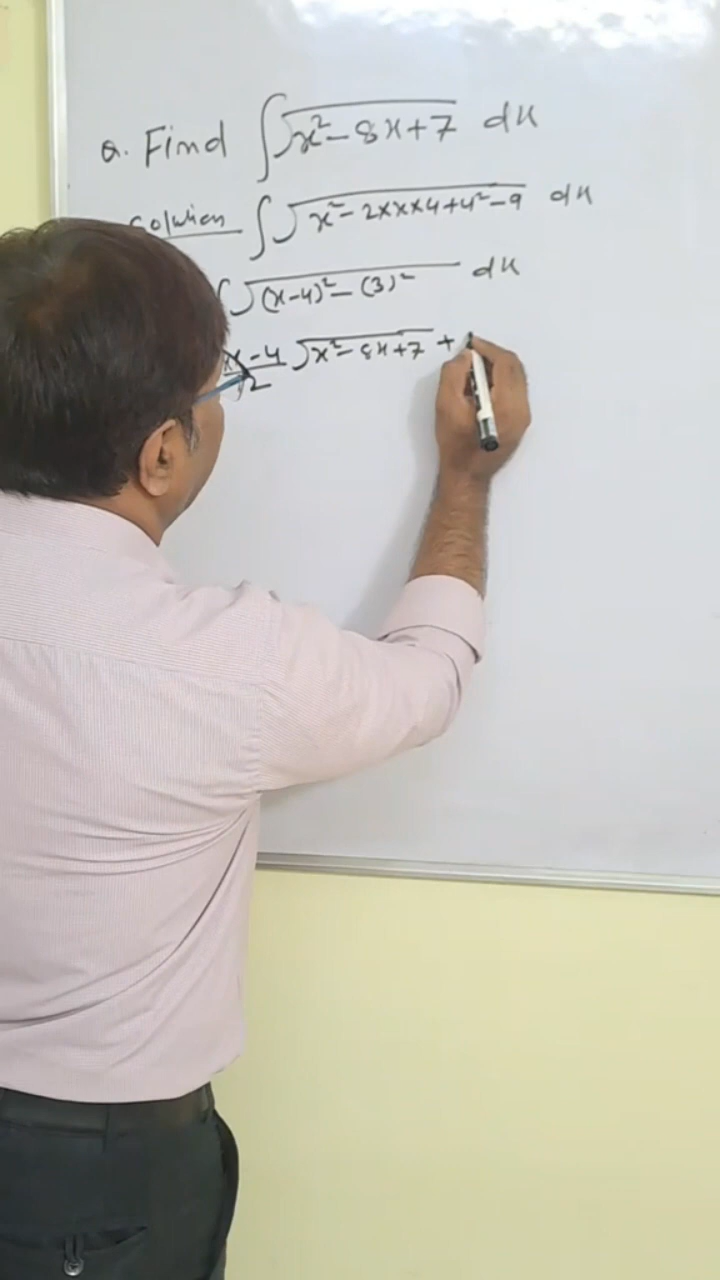 Q. Find ∫√x²-8x+7 dx
Solution ∫√x²-2×x×4+4²-9 dx
∫√(x-4)²-(3)² dx
x-4/2 √x²-8x+7 +